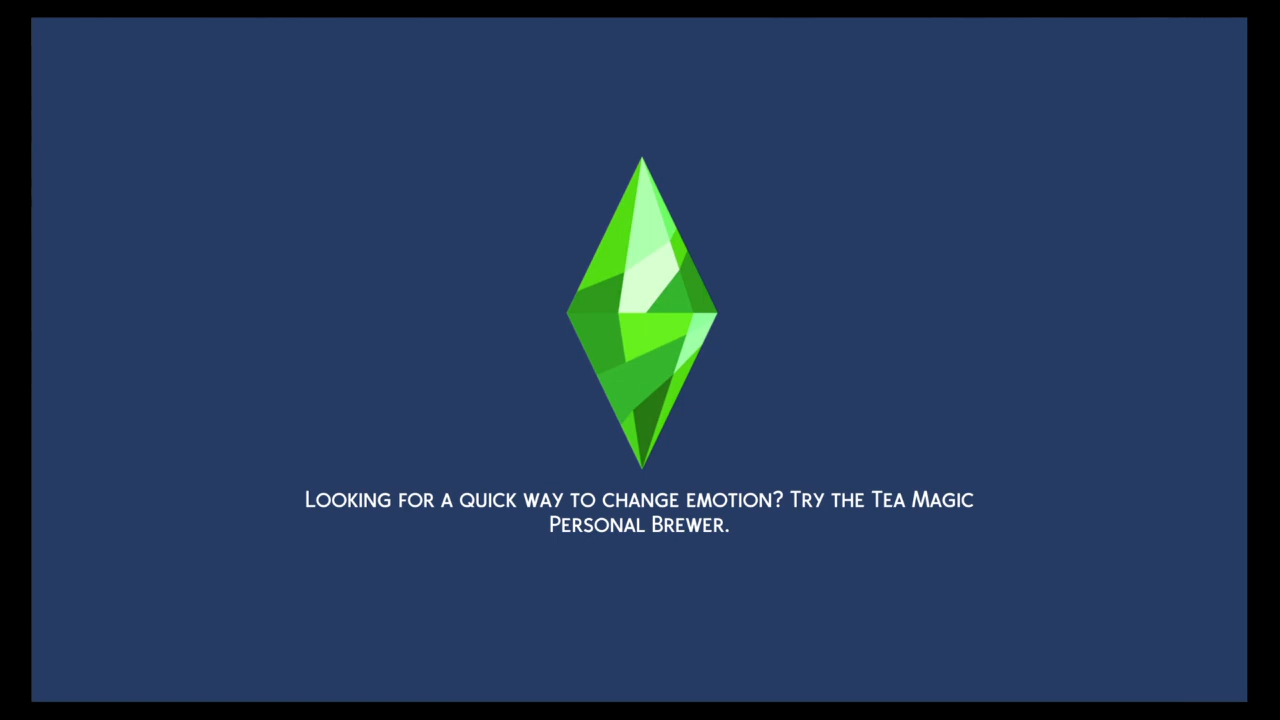 Looking for a quick way to change emotion? Try the Tea Magic
Personal Brewer.